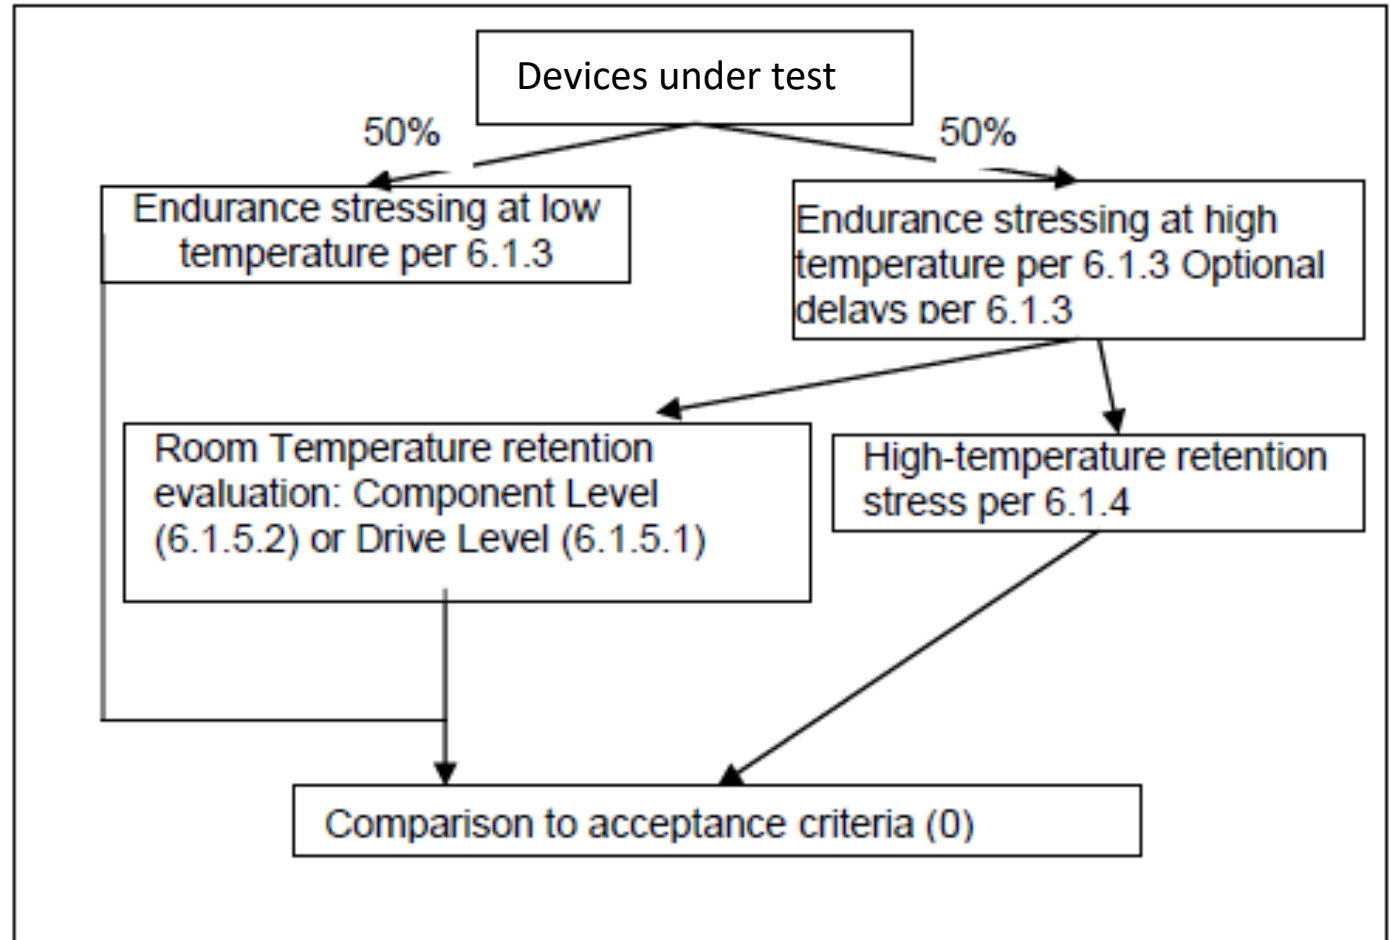 Devices under test
50%
50%
Endurance stressing at low
temperature per 6.1.3
Endurance stressing at high
temperature per 6.1.3 Optional
delays per 6.1.3
Room Temperature retention
evaluation: Component Level
(6.1.5.2) or Drive Level (6.1.5.1)
High-temperature retention
stress per 6.1.4
Comparison to acceptance criteria (0)